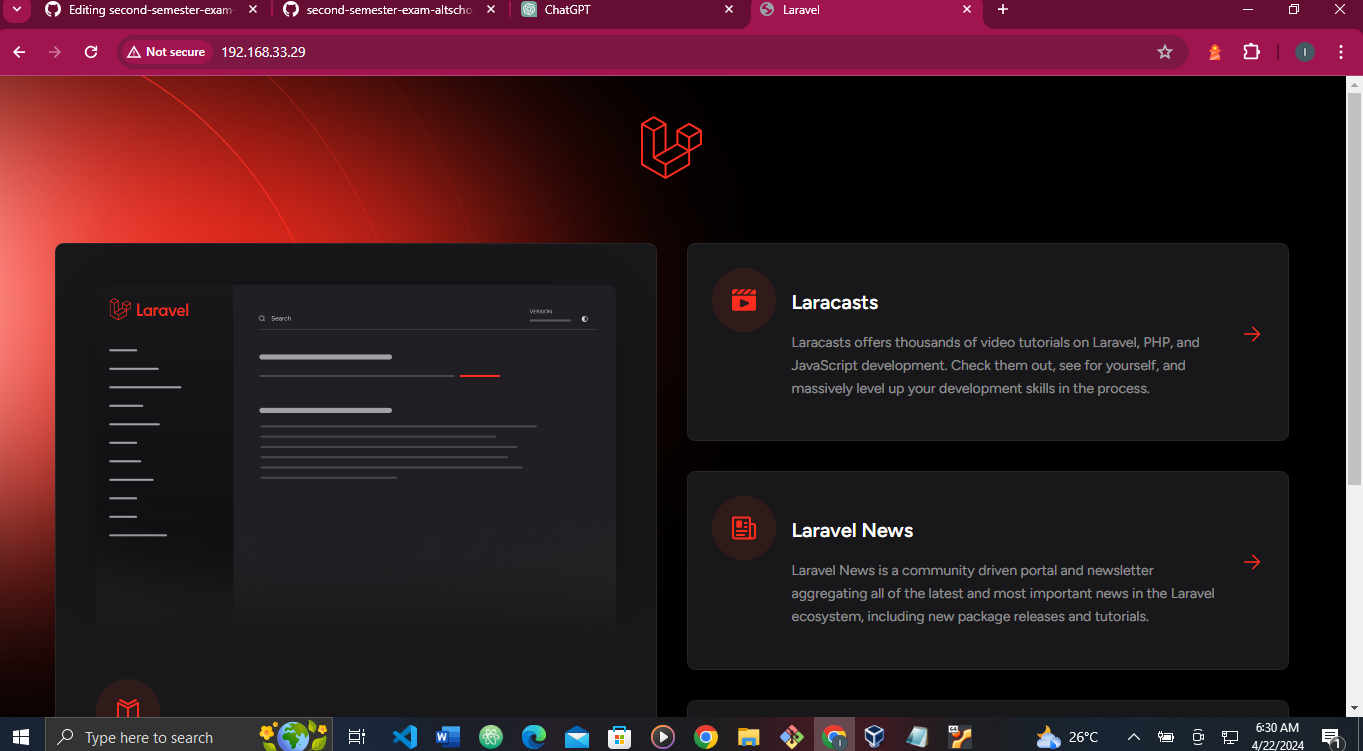 Editing second-semester-exam-
second-semester-exam-altscho
ChatGPT
Laravel
Not secure
192.168.33.29
I
Laravel
Search
VERSION
Laracasts
Laracasts offers thousands of video tutorials on Laravel, PHP, and
JavaScript development. Check them out, see for yourself, and
massively level up your development skills in the process.
Laravel News
Laravel News is a community driven portal and newsletter
aggregating all of the latest and most important news in the Laravel
ecosystem, including new package releases and tutorials.
Type here to search
26°C
6:30 AM
4/22/2024
1